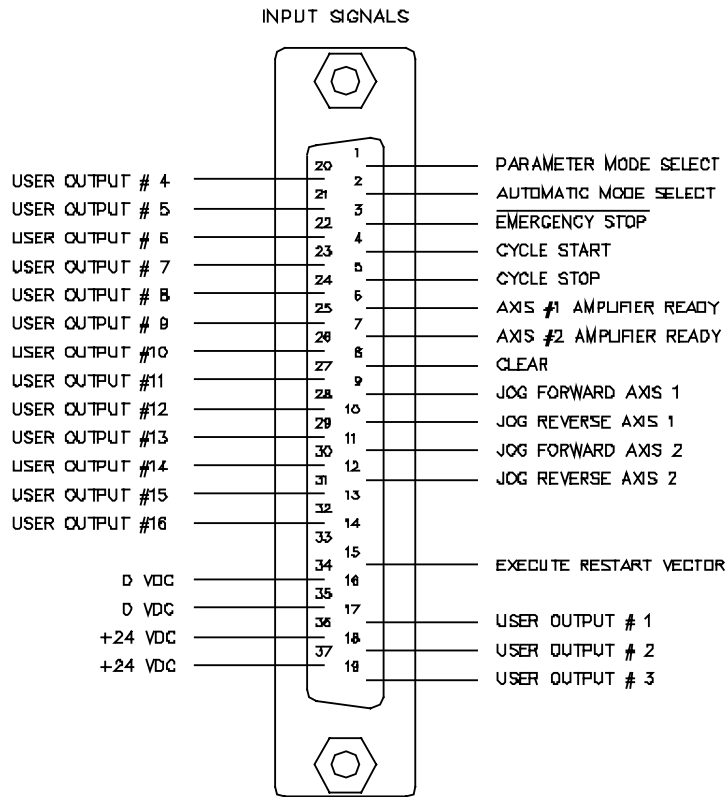 INPUT SIGNALS
1
20
PARAMETER MODE SELECT
USER OUTPUT # 4
2
21
AUTOMATIC MODE SELECT
USER OUTPUT # 5
3
22
EMERGENCY STOP
USER OUTPUT # 6
4
23
CYCLE START
USER OUTPUT # 7
5
24
CYCLE STOP
USER OUTPUT # 8
6
25
AXIS #1 AMPLIFIER READY
USER OUTPUT # 9
7
26
AXIS #2 AMPLIFIER READY
USER OUTPUT #10
8
27
CLEAR
USER OUTPUT #11
9
28
JOG FORWARD AXIS 1
USER OUTPUT #12
10
29
JOG REVERSE AXIS 1
USER OUTPUT #13
11
30
JOG FORWARD AXIS 2
USER OUTPUT #14
12
31
JOG REVERSE AXIS 2
USER OUTPUT #15
13
32
USER OUTPUT #16
14
33
15
34
EXECUTE RESTART VECTOR
0 VDC
16
35
0 VDC
17
36
USER OUTPUT # 1
+24 VDC
18
37
USER OUTPUT # 2
+24 VDC
19
USER OUTPUT # 3